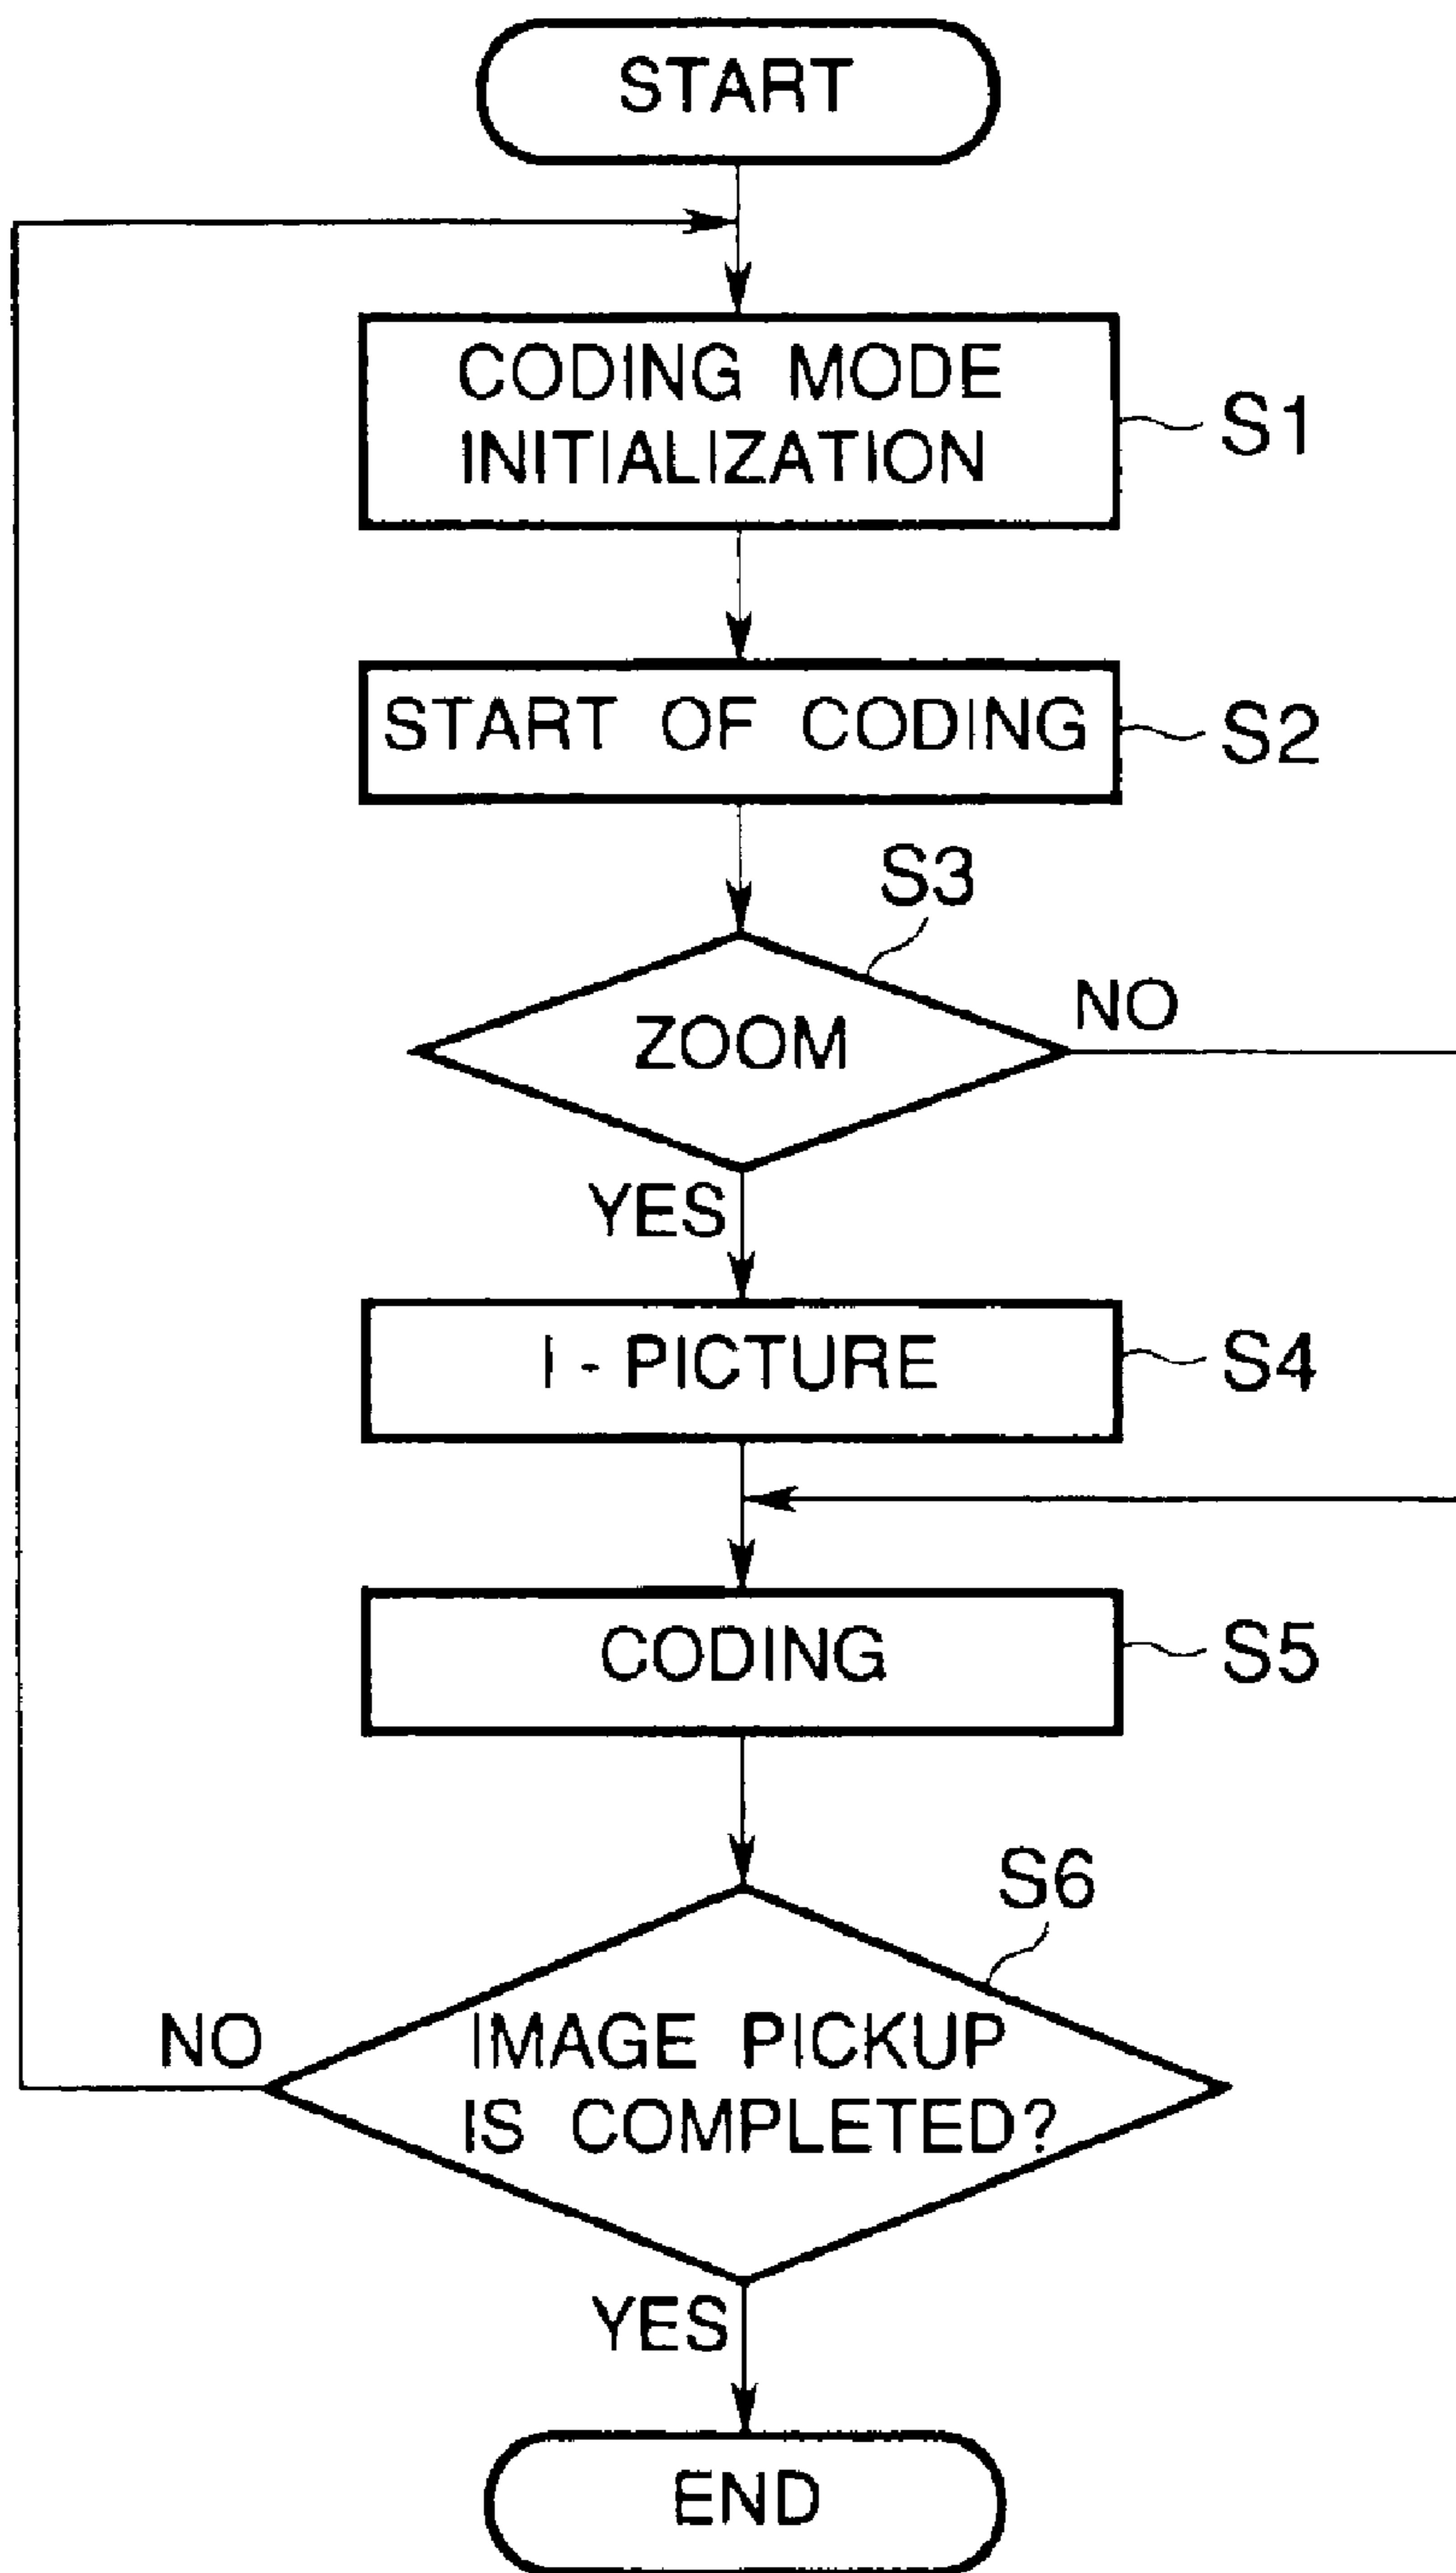 START
CODING MODE
INITIALIZATION
S1
START OF CODING
S2
S3
ZOOM
NO
YES
I - PICTURE
S4
CODING
S5
S6
IMAGE PICKUP
IS COMPLETED?
NO
YES
END